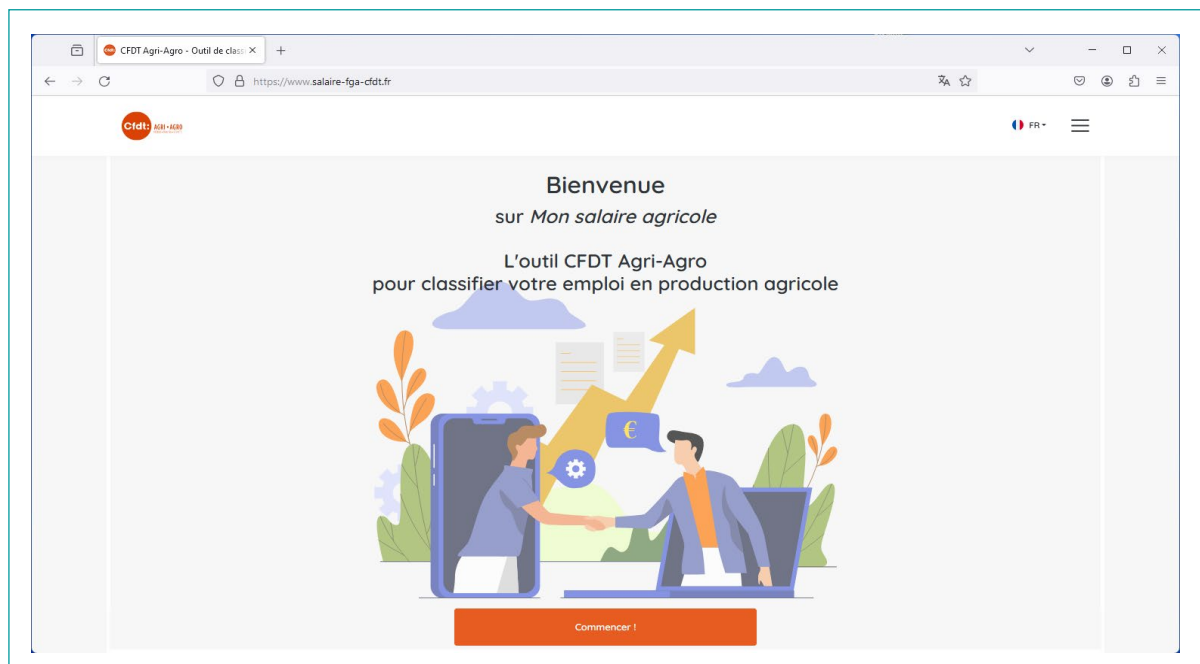 CFDT Agri-Agro - Outil de class
https://www.salaire-fga-cfdt.fr
Cfdt: AGRI-AGRO
FR
Bienvenue
sur Mon salaire agricole
L'outil CFDT Agri-Agro
pour classifier votre emploi en production agricole
€
Commencer !